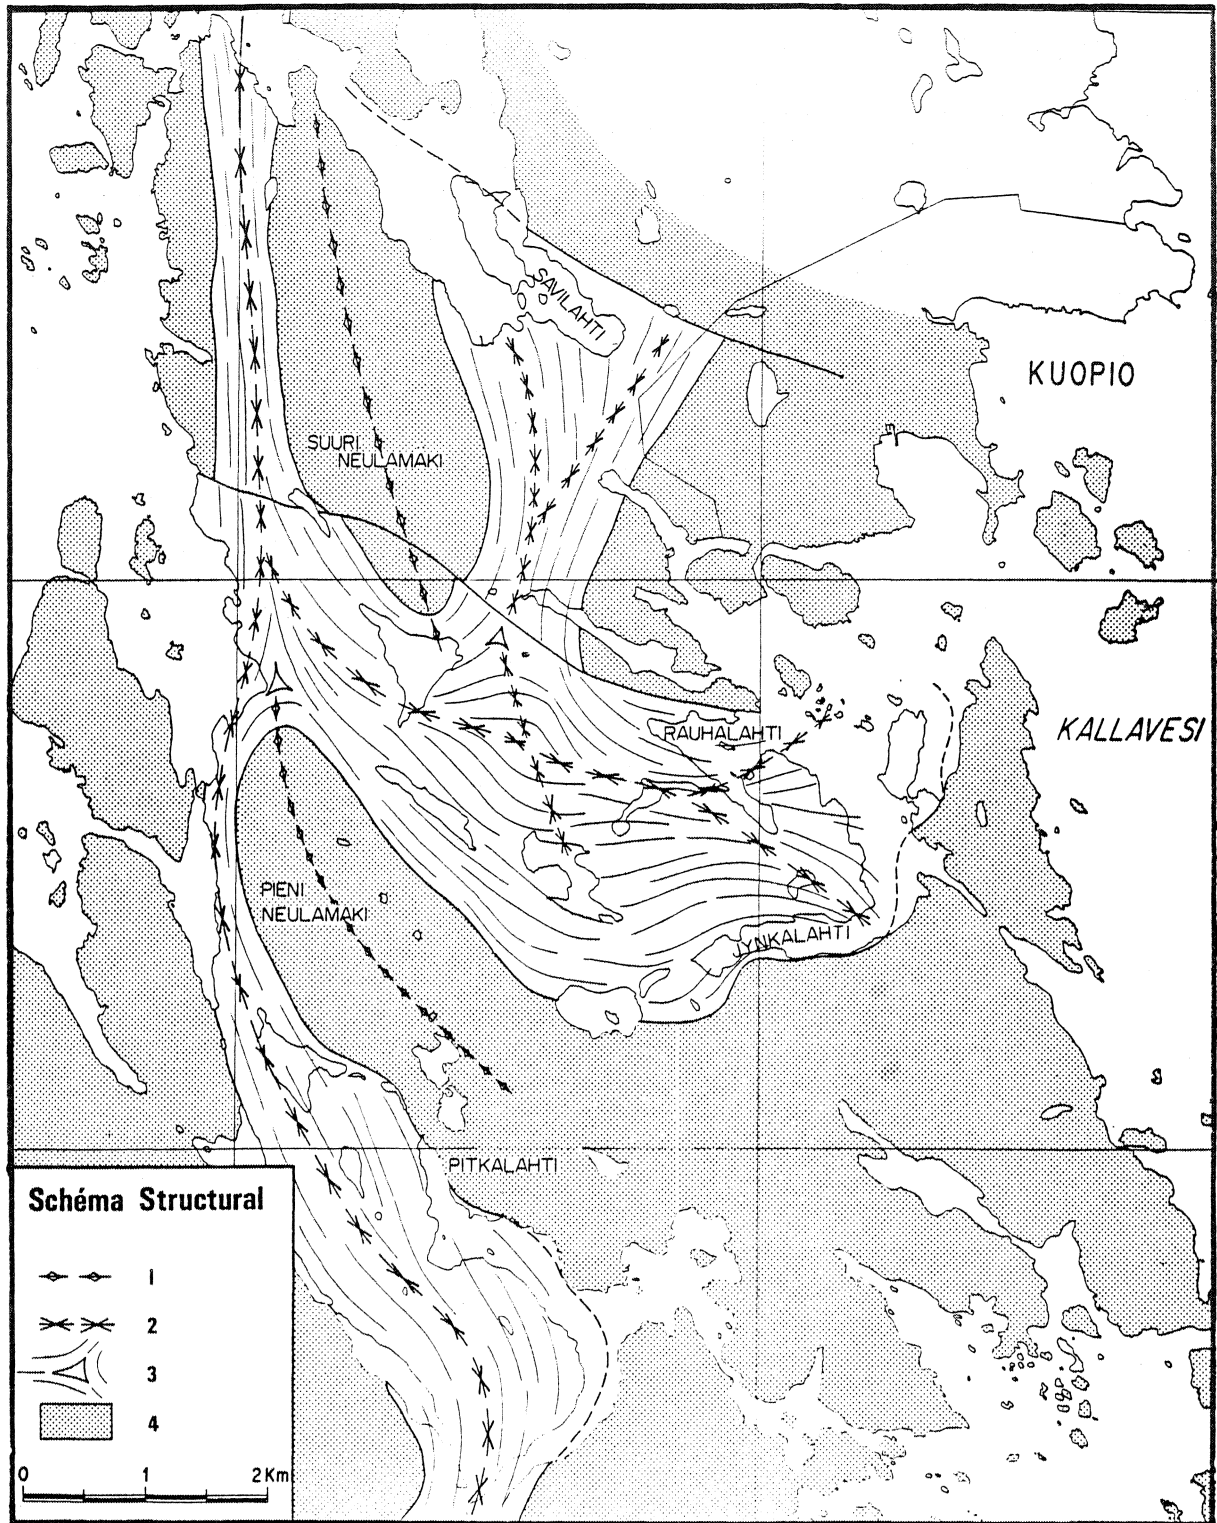 SAVILAHTI
KUOPIO
SUURI
NEULAMAKI
KALLAVESI
RAUHALAHTI
PIENI
NEULAMAKI
JYNKALAHTI
PITKALAHTI
Schéma Structural
1
2
3
4
0 1 2 Km